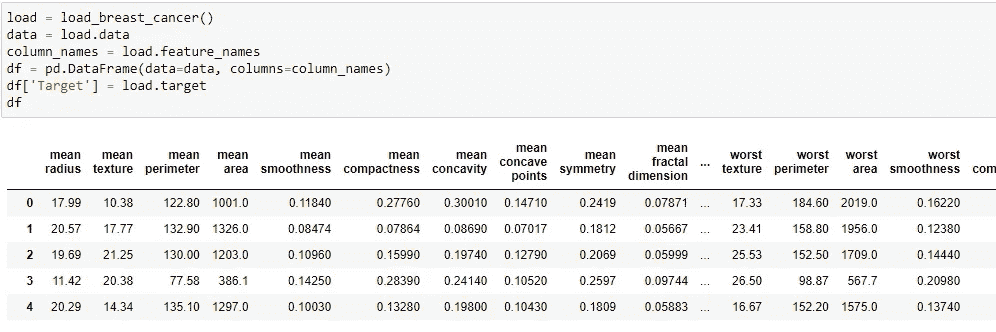 load = load_breast_cancer()
data = load.data
column_names = load.feature_names
df = pd.DataFrame(data=data, columns=column_names)
df['Target'] = load.target
df
mean radius mean texture mean perimeter mean area mean smoothness mean compactness mean concavity mean concave points mean symmetry mean fractal dimension ... worst texture worst perimeter worst area worst smoothness com
0 17.99 10.38 122.80 1001.0 0.11840 0.27760 0.30010 0.14710 0.2419 0.07871 ... 17.33 184.60 2019.0 0.16220
1 20.57 17.77 132.90 1326.0 0.08474 0.07864 0.08690 0.07017 0.1812 0.05667 ... 23.41 158.80 1956.0 0.12380
2 19.69 21.25 130.00 1203.0 0.10960 0.15990 0.19740 0.12790 0.2069 0.05999 ... 25.53 152.50 1709.0 0.14440
3 11.42 20.38 77.58 386.1 0.14250 0.28390 0.24140 0.10520 0.2597 0.09744 ... 26.50 98.87 567.7 0.20980
4 20.29 14.34 135.10 1297.0 0.10030 0.13280 0.19800 0.10430 0.1809 0.05883 ... 16.67 152.20 1575.0 0.13740